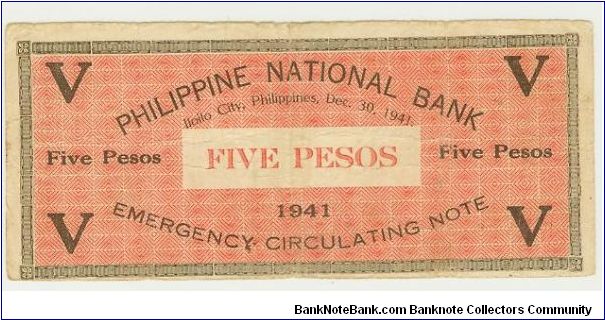 V V
PHILIPPINE NATIONAL BANK
Iloilo City, Philippines, Dec. 30, 1941
Five Pesos FIVE PESOS Five Pesos
1941
V EMERGENCY CIRCULATING NOTE V
BankNoteBank.com Banknote Collectors Community